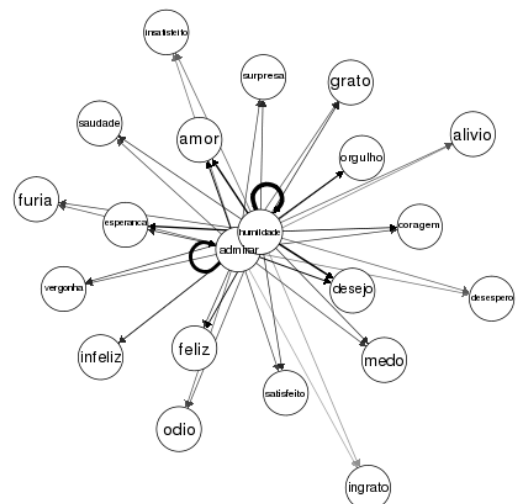 insatisfeito
surpresa
grato
saudade
amor
alivio
orgulho
furia
esperanca
humildade
coragem
admirar
vergonha
desejo
desespero
infeliz
feliz
medo
satisfeito
odio
ingrato